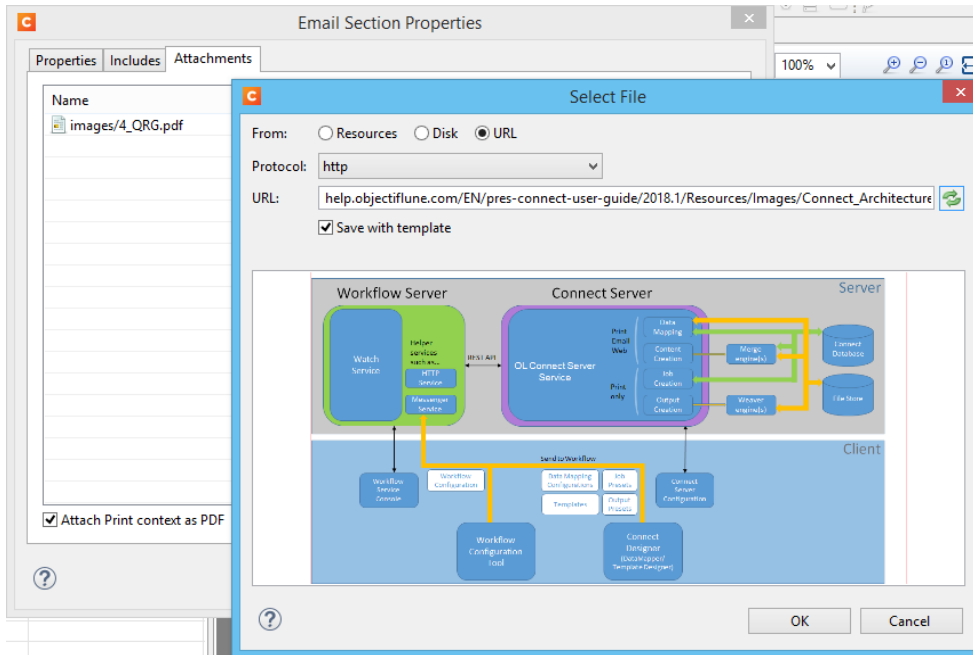 C
Email Section Properties
×
Properties
Includes
Attachments
100%
Name
images/4_QRG.pdf
Attach Print context as PDF
?
C
Select File
×
From:
Resources
Disk
URL
Protocol:
http
URL:
help.objectiflune.com/EN/pres-connect-user-guide/2018.1/Resources/Images/Connect_Architecture
Save with template
Server
Workflow Server
Connect Server
Watch
Service
Helper
services
such as...
HTTP
Service
Messenger
Service
REST API
OL Connect Server
Service
Print
Email
Web
Print
only
Data
Mapping
Content
Creation
Job
Creation
Output
Creation
Merge
engine(s)
Weaver
engine(s)
Connect
Database
File Store
Client
Send to Workflow
Workflow
Service
Console
Workflow
Configuration
Data Mapping
Configurations
Job
Presets
Templates
Output
Presets
Connect
Server
Configuration
Workflow
Configuration
Tool
Connect
Designer
(DataMapper/
Template Designer)
?
OK
Cancel